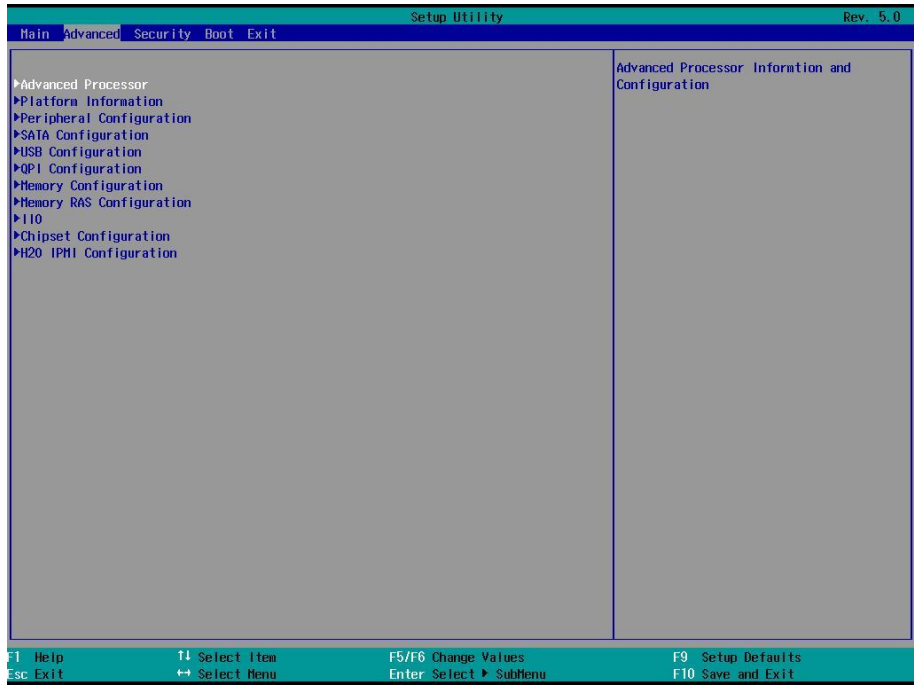 Setup Utility Rev. 5.0
Main Advanced Security Boot Exit
▶Advanced Processor
▶Platform Information
▶Peripheral Configuration
▶SATA Configuration
▶USB Configuration
▶QPI Configuration
▶Memory Configuration
▶Memory RAS Configuration
▶IIO
▶Chipset Configuration
▶H2O IPMI Configuration
Advanced Processor Informtion and
Configuration
F1 Help ↑↓ Select Item F5/F6 Change Values F9 Setup Defaults
Esc Exit ↔ Select Menu Enter Select ▶ SubMenu F10 Save and Exit